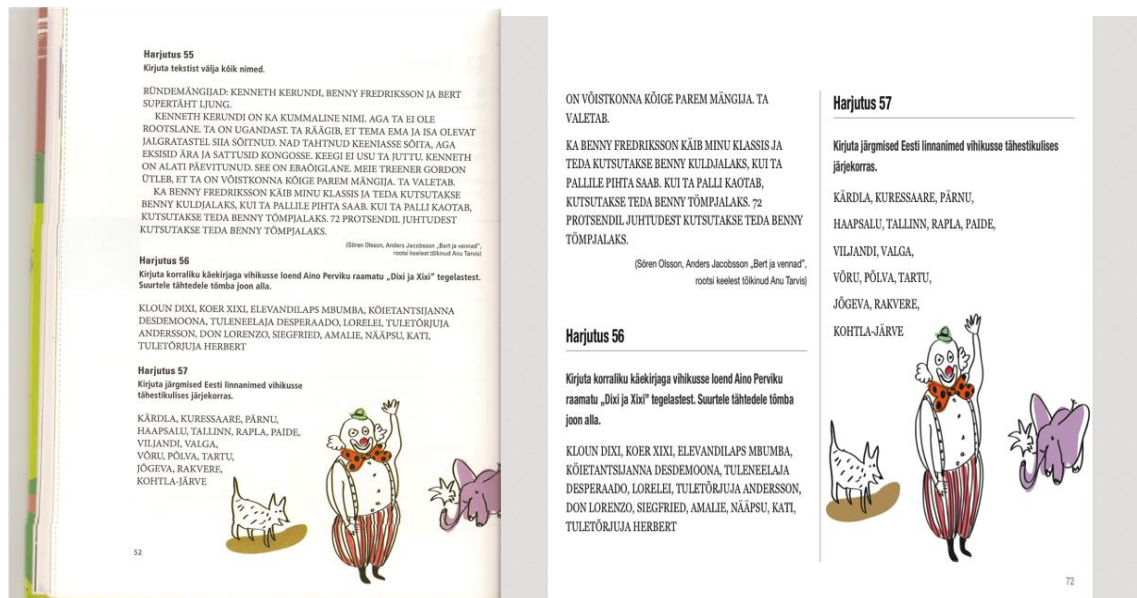 Harjutus 55
Kirjuta tekstist välja kõik nimed.
RÜNDEMÄNGIJAD: KENNETH KERUNDI, BENNY FREDRIKSSON JA BERT
SUPERTÄHT LJUNG.
KENNETH KERUNDI ON KA KUMMALINE NIMI. AGA TA EI OLE
ROOTSLANE. TA ON UGANDAST. TA RÄÄGIB, ET TEMA EMA JA ISA OLEVAT
JALGRATASTEL SIIA SÕITNUD. NAD TAHTNUD KEENIASSE SÕITA, AGA
EKSISID ÄRA JA SATTUSID KONGOSSE. KEEGI EI USU TA JUTTU. KENNETH
ON ALATI PÄEVITUNUD. SEE ON EBAÕIGLANE. MEIE TREENER GORDON
ÜTLEB, ET TA ON VÕISTKONNA KÕIGE PAREM MÄNGIJA. TA VALETAB.
KA BENNY FREDRIKSSON KÄIB MINU KLASSIS JA TEDA KUTSUTAKSE
BENNY KULDJALAKS, KUI TA PALLILE PIHTA SAAB. KUI TA PALLI KAOTAB,
KUTSUTAKSE TEDA BENNY TÖMPJALAKS. 72 PROTSENDIL JUHTUDEST
KUTSUTAKSE TEDA BENNY TÖMPJALAKS.
(Sören Olsson, Anders Jacobsson „Bert ja vennad”,
rootsi keelest tõlkinud Anu Tarvis)
Harjutus 56
Kirjuta korraliku käekirjaga vihikusse loend Aino Perviku raamatu „Dixi ja Xixi” tegelastest.
Suurtele tähtedele tõmba joon alla.
KLOUN DIXI, KOER XIXI, ELEVANDILAPS MBUMBA, KÖIETANTSIJANNA
DESDEMOONA, TULENEELAJA DESPERAADO, LORELEI, TULETÕRJUJA
ANDERSSON, DON LORENZO, SIEGFRIED, AMALIE, NÄÄPSU, KATI,
TULETÕRJUJA HERBERT
Harjutus 57
Kirjuta järgmised Eesti linnanimed vihikusse
tähestikulises järjekorras.
KÄRDLA, KURESSAARE, PÄRNU,
HAAPSALU, TALLINN, RAPLA, PAIDE,
VILJANDI, VALGA,
VÕRU, PÕLVA, TARTU,
JÕGEVA, RAKVERE,
KOHTLA-JÄRVE
52
ON VÕISTKONNA KÕIGE PAREM MÄNGIJA. TA
VALETAB.
KA BENNY FREDRIKSSON KÄIB MINU KLASSIS JA
TEDA KUTSUTAKSE BENNY KULDJALAKS, KUI TA
PALLILE PIHTA SAAB. KUI TA PALLI KAOTAB,
KUTSUTAKSE TEDA BENNY TÖMPJALAKS. 72
PROTSENDIL JUHTUDEST KUTSUTAKSE TEDA BENNY
TÖMPJALAKS.
(Sören Olsson, Anders Jacobsson „Bert ja vennad”,
rootsi keelest tõlkinud Anu Tarvis)
Harjutus 56
Kirjuta korraliku käekirjaga vihikusse loend Aino Perviku
raamatu „Dixi ja Xixi” tegelastest. Suurtele tähtedele tõmba
joon alla.
KLOUN DIXI, KOER XIXI, ELEVANDILAPS MBUMBA,
KÖIETANTSIJANNA DESDEMOONA, TULENEELAJA
DESPERAADO, LORELEI, TULETÕRJUJA ANDERSSON,
DON LORENZO, SIEGFRIED, AMALIE, NÄÄPSU, KATI,
TULETÕRJUJA HERBERT
Harjutus 57
Kirjuta järgmised Eesti linnanimed vihikusse tähestikulises
järjekorras.
KÄRDLA, KURESSAARE, PÄRNU,
HAAPSALU, TALLINN, RAPLA, PAIDE,
VILJANDI, VALGA,
VÕRU, PÕLVA, TARTU,
JÕGEVA, RAKVERE,
KOHTLA-JÄRVE
72